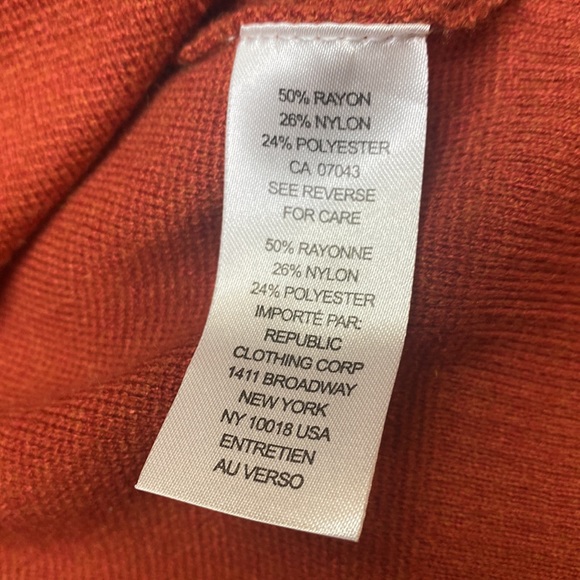 50% RAYON
26% NYLON
24% POLYESTER
CA 07043
SEE REVERSE
FOR CARE
50% RAYONNE
26% NYLON
24% POLYESTER
IMPORTÉ PAR:
REPUBLIC
CLOTHING CORP
1411 BROADWAY
NEW YORK
NY 10018 USA
ENTRETIEN
AU VERSO